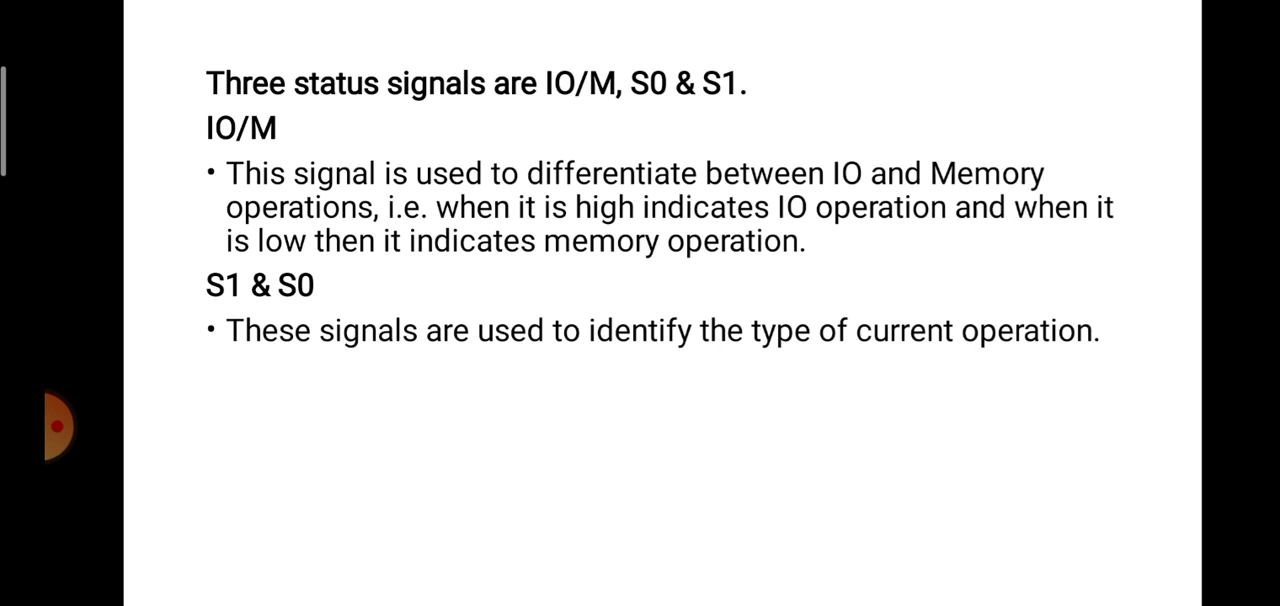 Three status signals are IO/M, S0 & S1.
IO/M
• This signal is used to differentiate between IO and Memory
operations, i.e. when it is high indicates IO operation and when it
is low then it indicates memory operation.
S1 & S0
• These signals are used to identify the type of current operation.